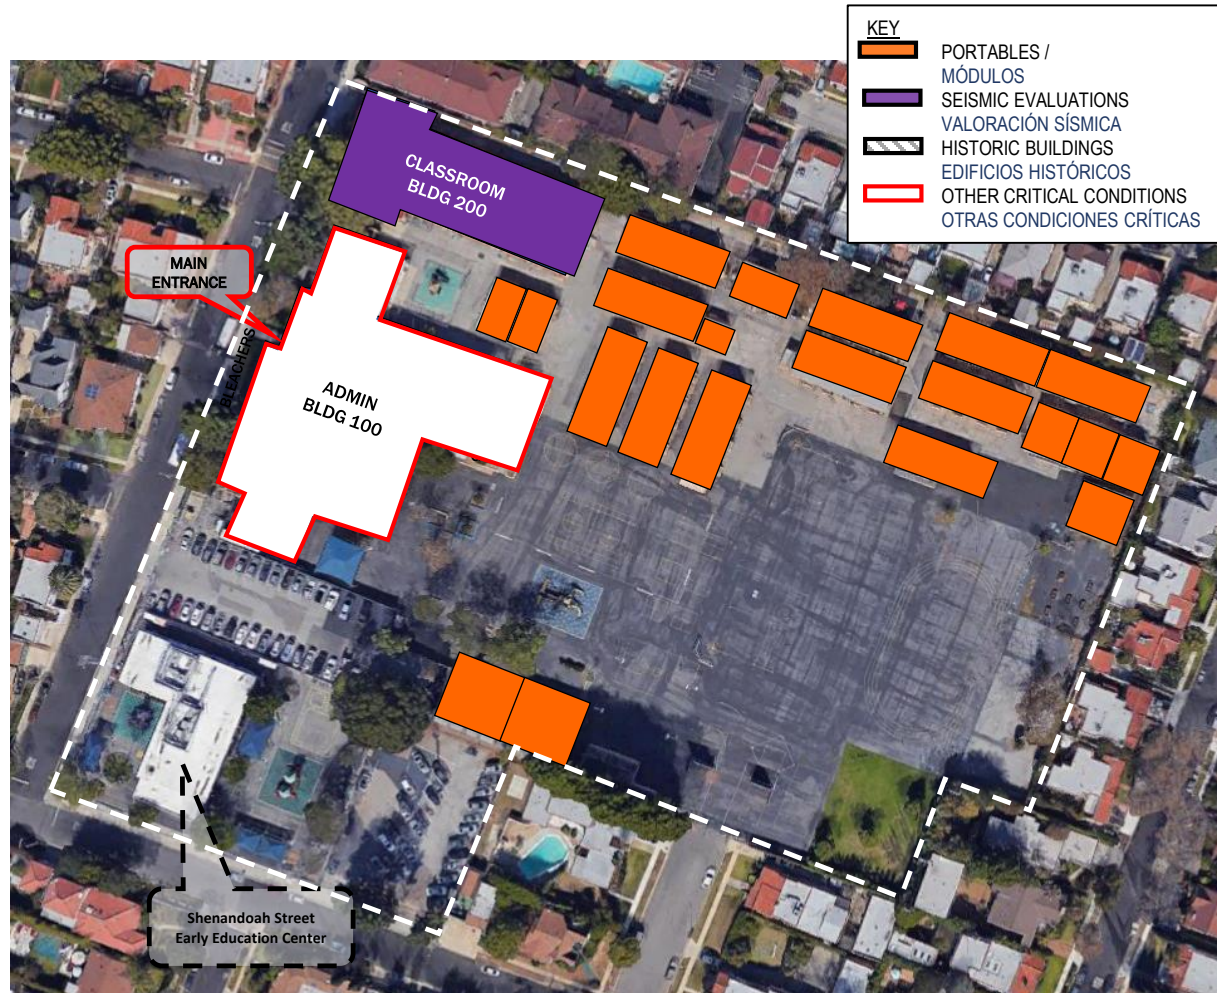 KEY
PORTABLES /
MÓDULOS
SEISMIC EVALUATIONS
VALORACIÓN SÍSMICA
HISTORIC BUILDINGS
EDIFICIOS HISTÓRICOS
OTHER CRITICAL CONDITIONS
OTRAS CONDICIONES CRÍTICAS
CLASSROOM
BLDG 200
MAIN
ENTRANCE
BLEACHERS
ADMIN
BLDG 100
Shenandoah Street
Early Education Center